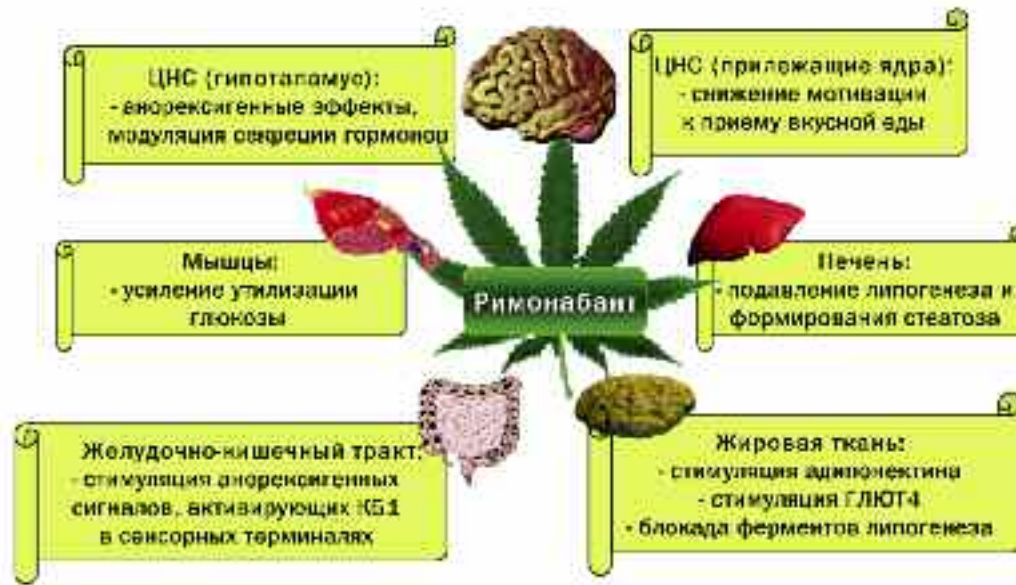 ЦНС (гипоталамус):
- анорексигенные эффекты,
модуляция секреции гормонов
ЦНС (прилежащие ядра):
- снижение мотивации
к приему вкусной еды
Мышцы:
- усиление утилизации
глюкозы
Римонабант
Печень:
- подавление липогенеза и
формирования стеатоза
Желудочно-кишечный тракт:
- стимуляция анорексигенных
сигналов, активирующих КБ1
в сенсорных терминалях
Жировая ткань:
- стимуляция адипонектина
- стимуляция ГЛЮТ4
- блокада ферментов липогенеза